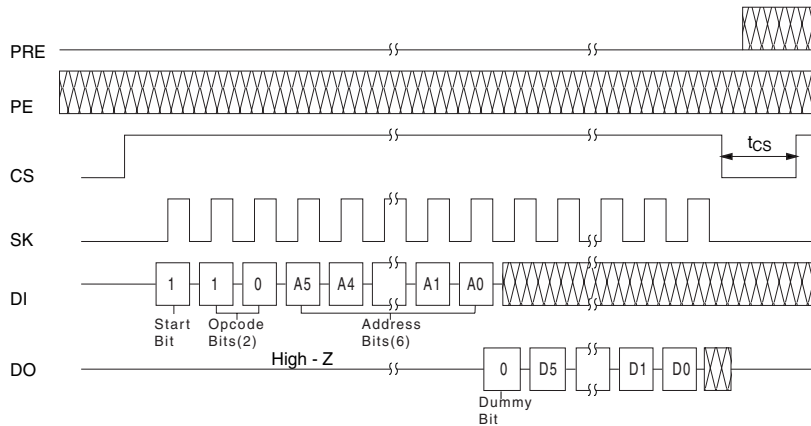 PRE
PE
tCS
CS
SK
DI
1 1 0 A5 A4 A1 A0
Start Bit
Opcode Bits(2)
Address Bits(6)
High - Z
DO
0 D5 D1 D0
Dummy Bit